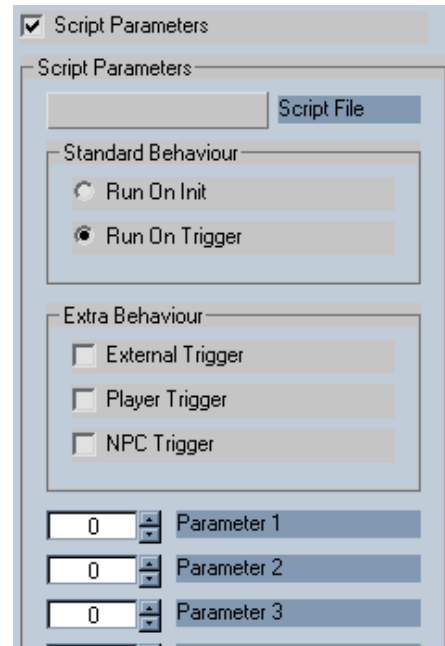 Script Parameters
Script Parameters
Script File
Standard Behaviour
Run On Init
Run On Trigger
Extra Behaviour
External Trigger
Player Trigger
NPC Trigger
0 Parameter 1
0 Parameter 2
0 Parameter 3